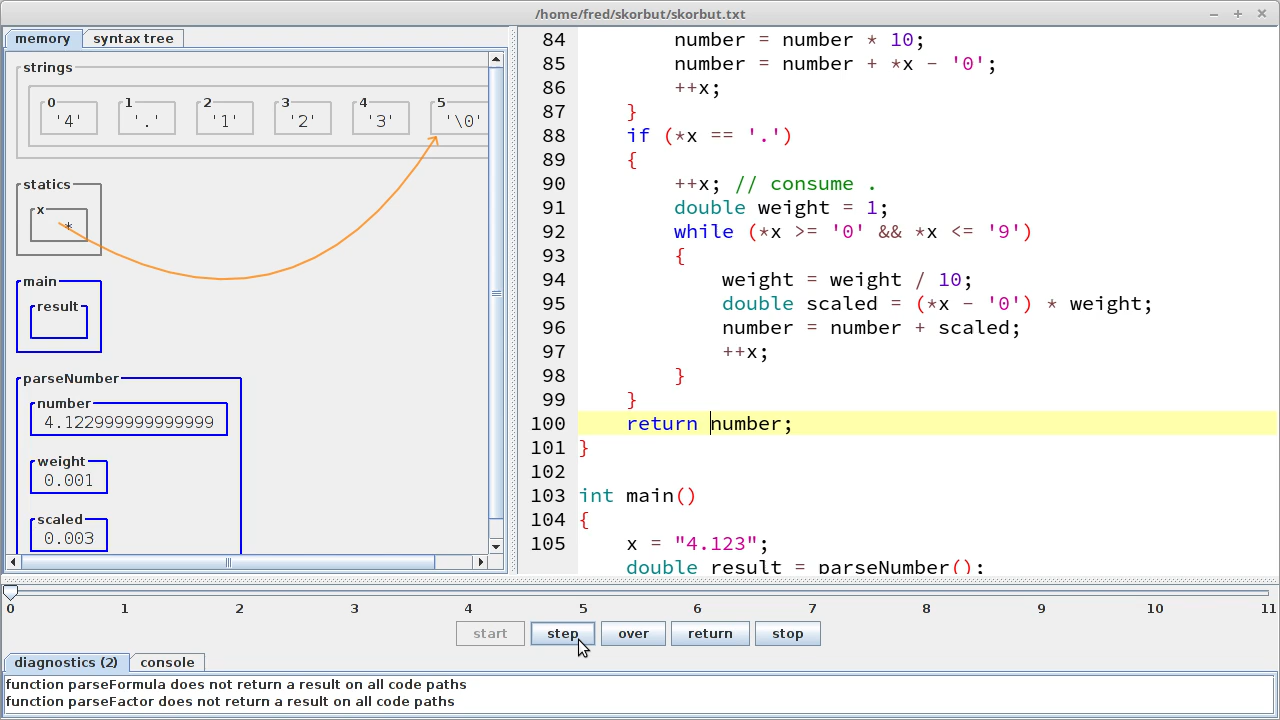 /home/fred/skorbut/skorbut.txt
memory
syntax tree
strings
0 1 2 3 4 5
'4' '.' '1' '2' '3' '\0'
statics
x
*
main
result
parseNumber
number
4.122999999999999
weight
0.001
scaled
0.003
84 number = number * 10;
85 number = number + *x - '0';
86 ++x;
87 }
88 if (*x == '.')
89 {
90 ++x; // consume .
91 double weight = 1;
92 while (*x >= '0' && *x <= '9')
93 {
94 weight = weight / 10;
95 double scaled = (*x - '0') * weight;
96 number = number + scaled;
97 ++x;
98 }
99 }
100 return number;
101 }
102
103 int main()
104 {
105 x = "4.123";
double result = parseNumber();
0 1 2 3 4 5 6 7 8 9 10 11
start step over return stop
diagnostics (2) console
function parseFormula does not return a result on all code paths
function parseFactor does not return a result on all code paths